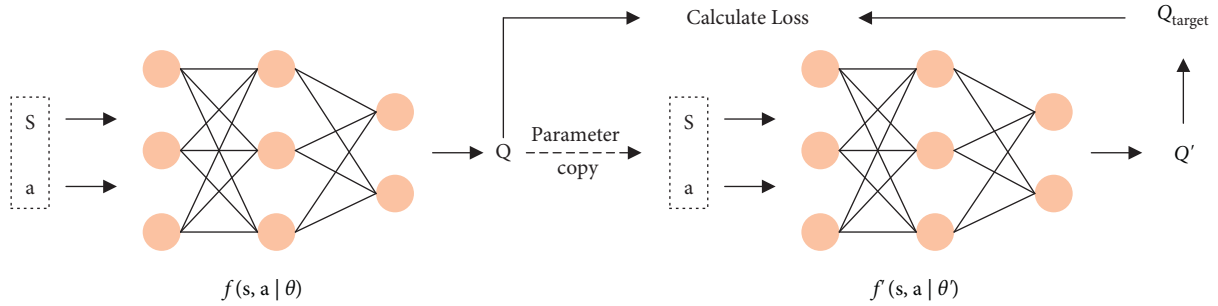 Calculate Loss
Q_target
S
a
Q
Parameter
copy
S
a
Q′
f (s, a | θ)
f′ (s, a | θ′)